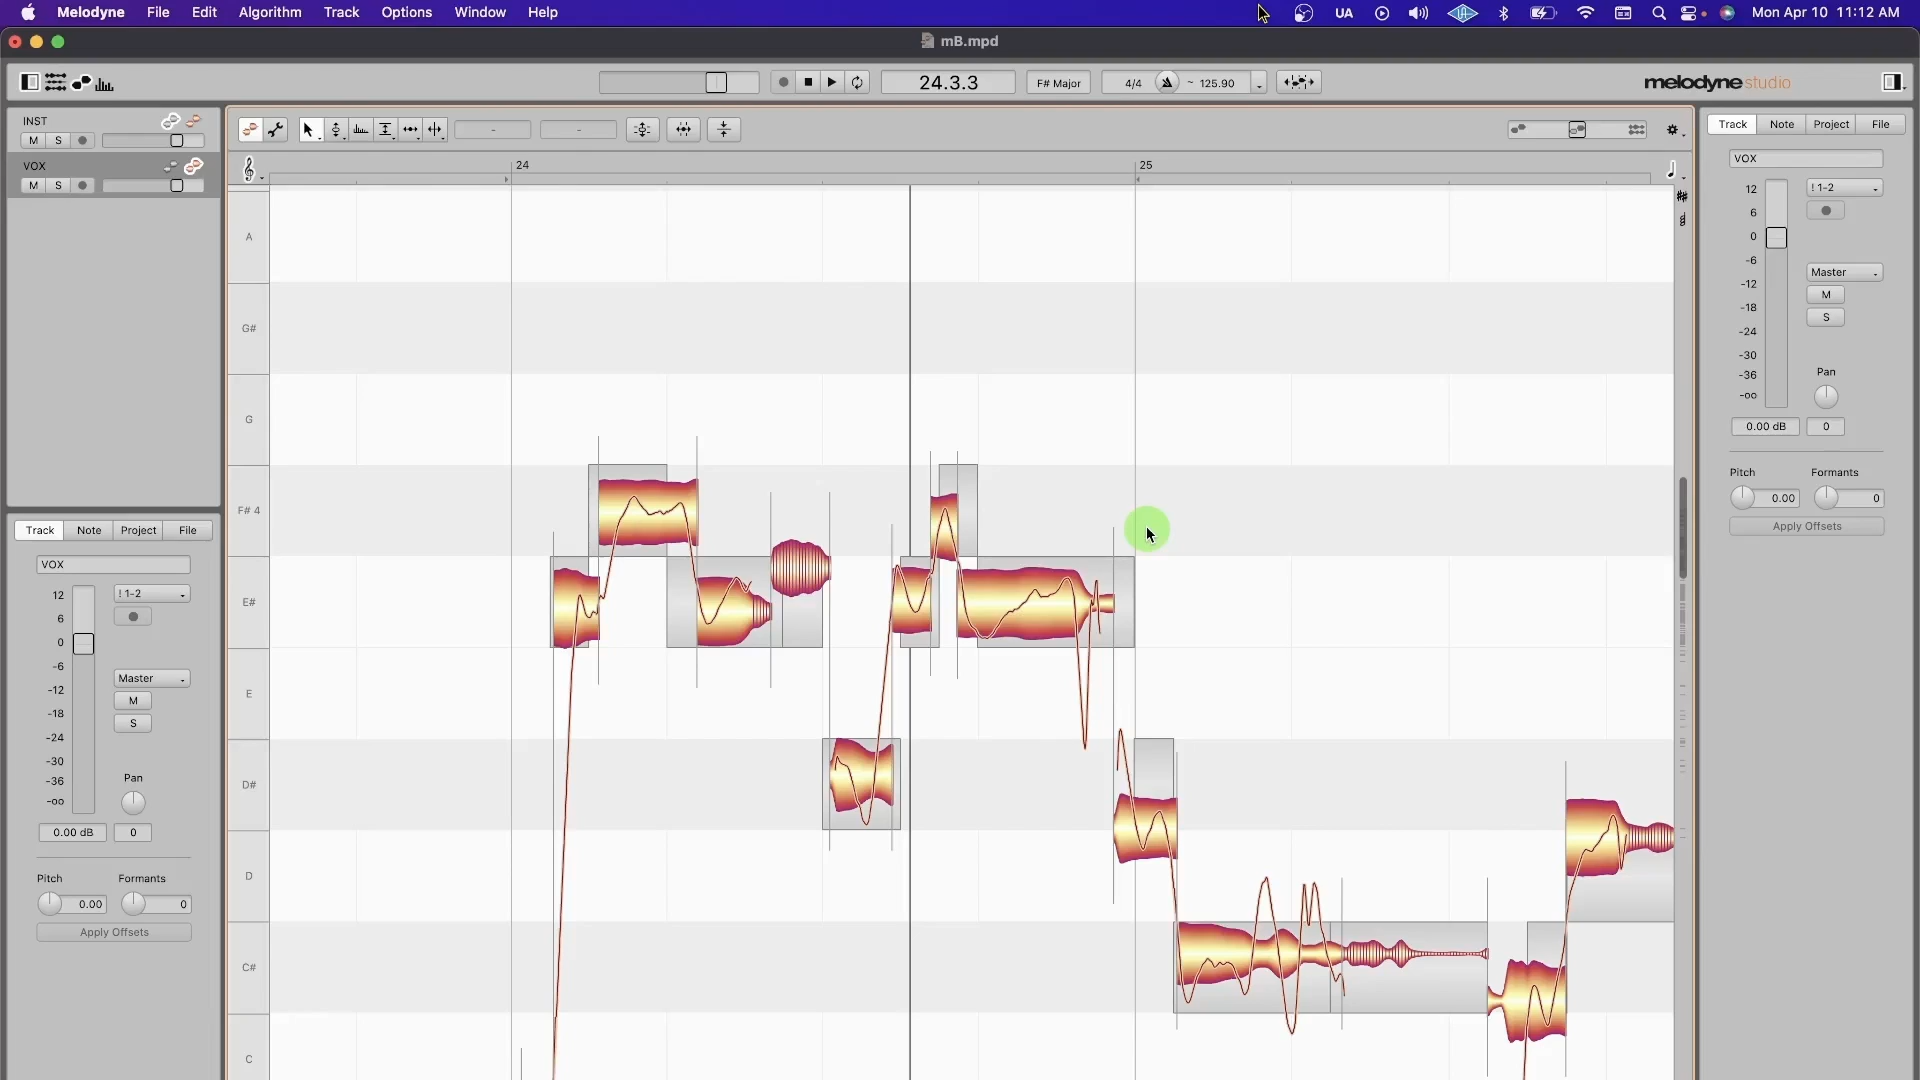 Melodyne File Edit Algorithm Track Options Window Help UA Mon Apr 10 11:12 AM
mB.mpd
24.3.3 F# Major 4/4 ~ 125.90 melodyne studio
INST
M S
VOX
M S
- -
24 25
A
G#
G
F# 4
E#
E
D#
D
C#
C
Track Note Project File
VOX
12 ! 1-2
6
0
-6
-12 Master
-18 M
-24 S
-30
-36 Pan
-oo
0.00 dB 0
Pitch Formants
0.00 0
Apply Offsets
Track Note Project File
VOX
12 ! 1-2
6
0
-6
-12 Master
-18 M
-24 S
-30
-36 Pan
-oo
0.00 dB 0
Pitch Formants
0.00 0
Apply Offsets